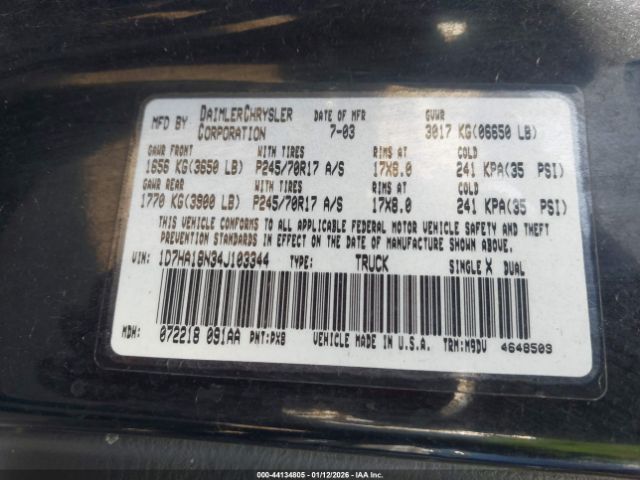 MFD BY DAIMLERCHRYSLER CORPORATION DATE OF MFR 7-03 GVWR 3017 KG(06650 LB)
GAWR FRONT WITH TIRES RIMS AT COLD
1656 KG(3650 LB) P245/70R17 A/S 17X8.0 241 KPA(35 PSI)
GAWR REAR WITH TIRES RIMS AT COLD
1770 KG(3900 LB) P245/70R17 A/S 17X8.0 241 KPA(35 PSI)
THIS VEHICLE CONFORMS TO ALL APPLICABLE FEDERAL MOTOR VEHICLE SAFETY AND THEFT
PREVENTION STANDARDS IN EFFECT ON THE DATE OF MANUFACTURE SHOWN ABOVE.
VIN: 1D7HA18N34J103344 TYPE: TRUCK SINGLE X DUAL
MDH: 072218 091AA PNT:PX8 VEHICLE MADE IN U.S.A. TRM:M9DV 4648503
000-44134805 - 01/12/2026 - IAA Inc.